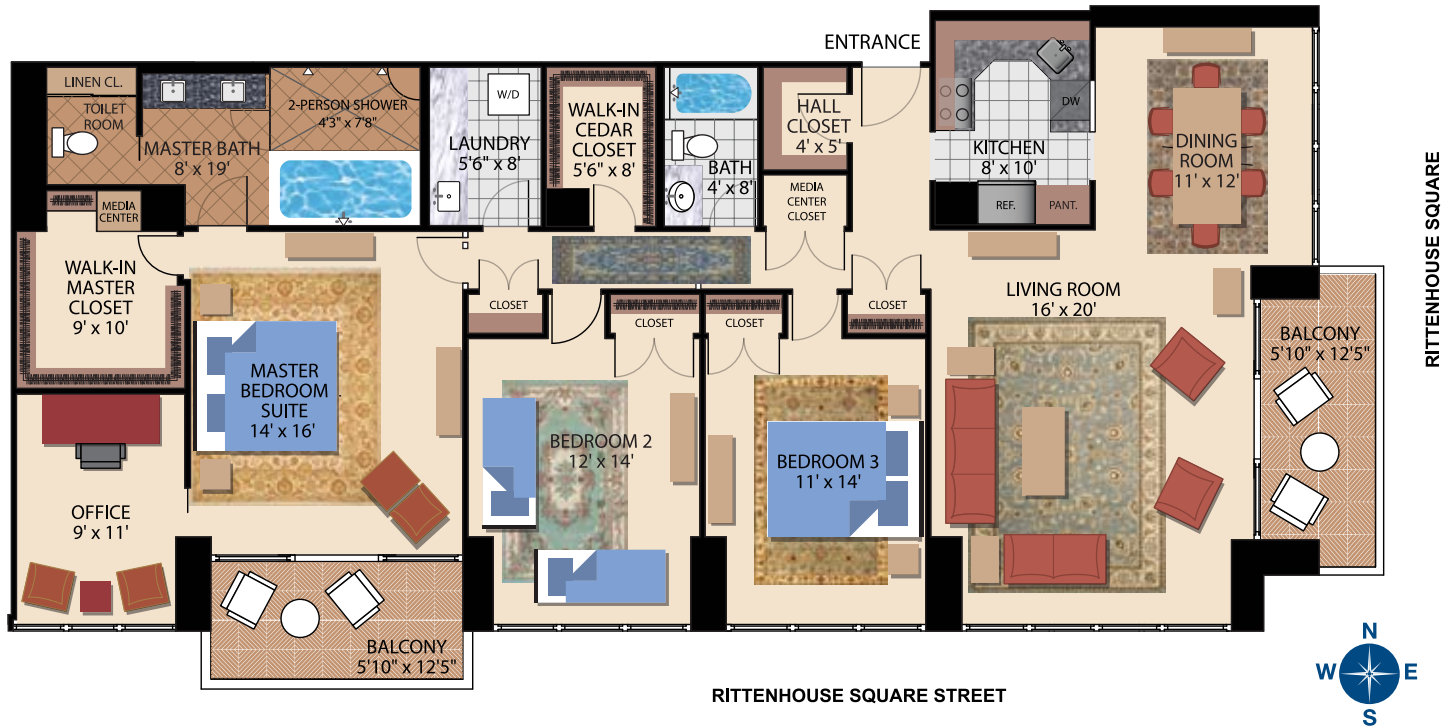 ENTRANCE
LINEN CL.
TOILET
ROOM
MASTER BATH
8' x 19'
2-PERSON SHOWER
4'3" x 7'8"
W/D
LAUNDRY
5'6" x 8'
WALK-IN
CEDAR
CLOSET
5'6" x 8'
BATH
4' x 8'
HALL
CLOSET
4' x 5'
MEDIA
CENTER
CLOSET
KITCHEN
8' x 10'
DW
REF.
PANT.
DINING
ROOM
11' x 12'
MEDIA
CENTER
WALK-IN
MASTER
CLOSET
9' x 10'
CLOSET
CLOSET
CLOSET
CLOSET
LIVING ROOM
16' x 20'
BALCONY
5'10" x 12'5"
RITTENHOUSE SQUARE
MASTER
BEDROOM
SUITE
14' x 16'
BEDROOM 2
12' x 14'
BEDROOM 3
11' x 14'
OFFICE
9' x 11'
BALCONY
5'10" x 12'5"
RITTENHOUSE SQUARE STREET
N
W
E
S